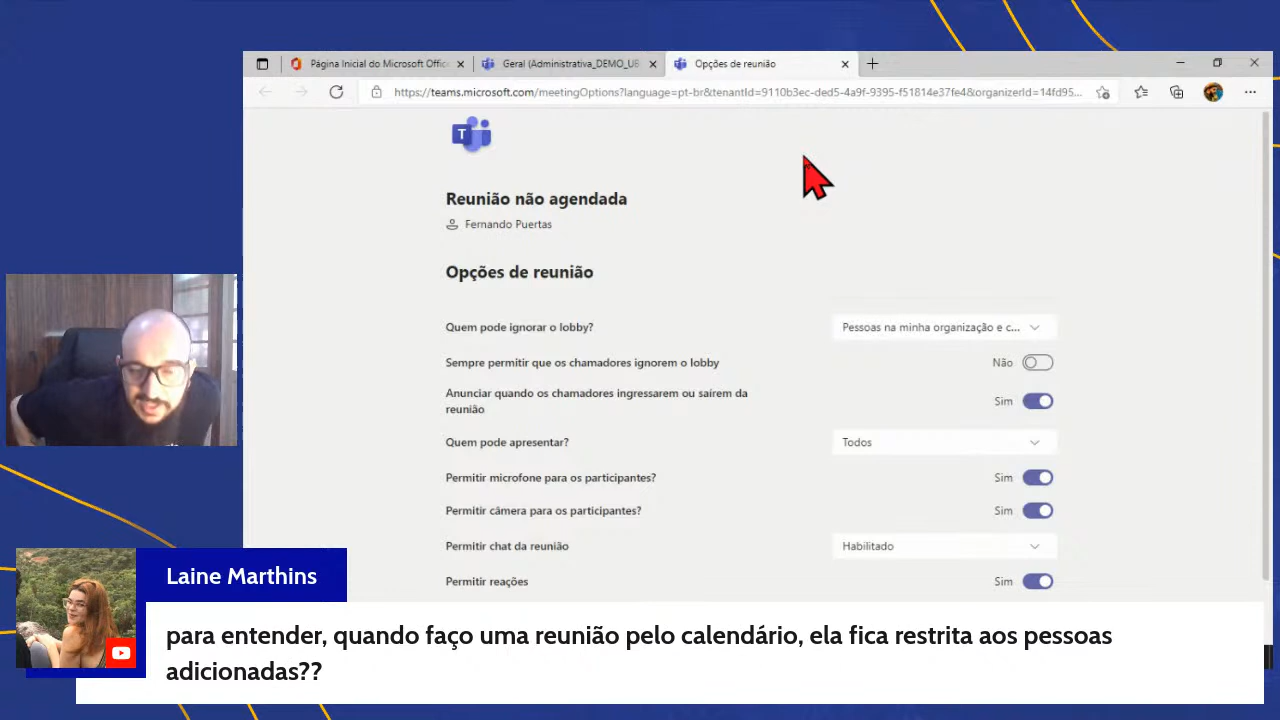 Página Inicial do Microsoft Office
Geral (Administrativa_DEMO_UB
Opções de reunião
https://teams.microsoft.com/meetingOptions?language=pt-br&tenantId=9110b3ec-ded5-4a9f-9395-f51814e37fe4&organizerId=14fd95...
T
Reunião não agendada
Fernando Puertas
Opções de reunião
Quem pode ignorar o lobby?
Pessoas na minha organização e c...
Sempre permitir que os chamadores ignorem o lobby
Não
Anunciar quando os chamadores ingressarem ou saírem da
reunião
Sim
Quem pode apresentar?
Todos
Permitir microfone para os participantes?
Sim
Permitir câmera para os participantes?
Sim
Permitir chat da reunião
Habilitado
Permitir reações
Sim
Laine Marthins
para entender, quando faço uma reunião pelo calendário, ela fica restrita aos pessoas
adicionadas??